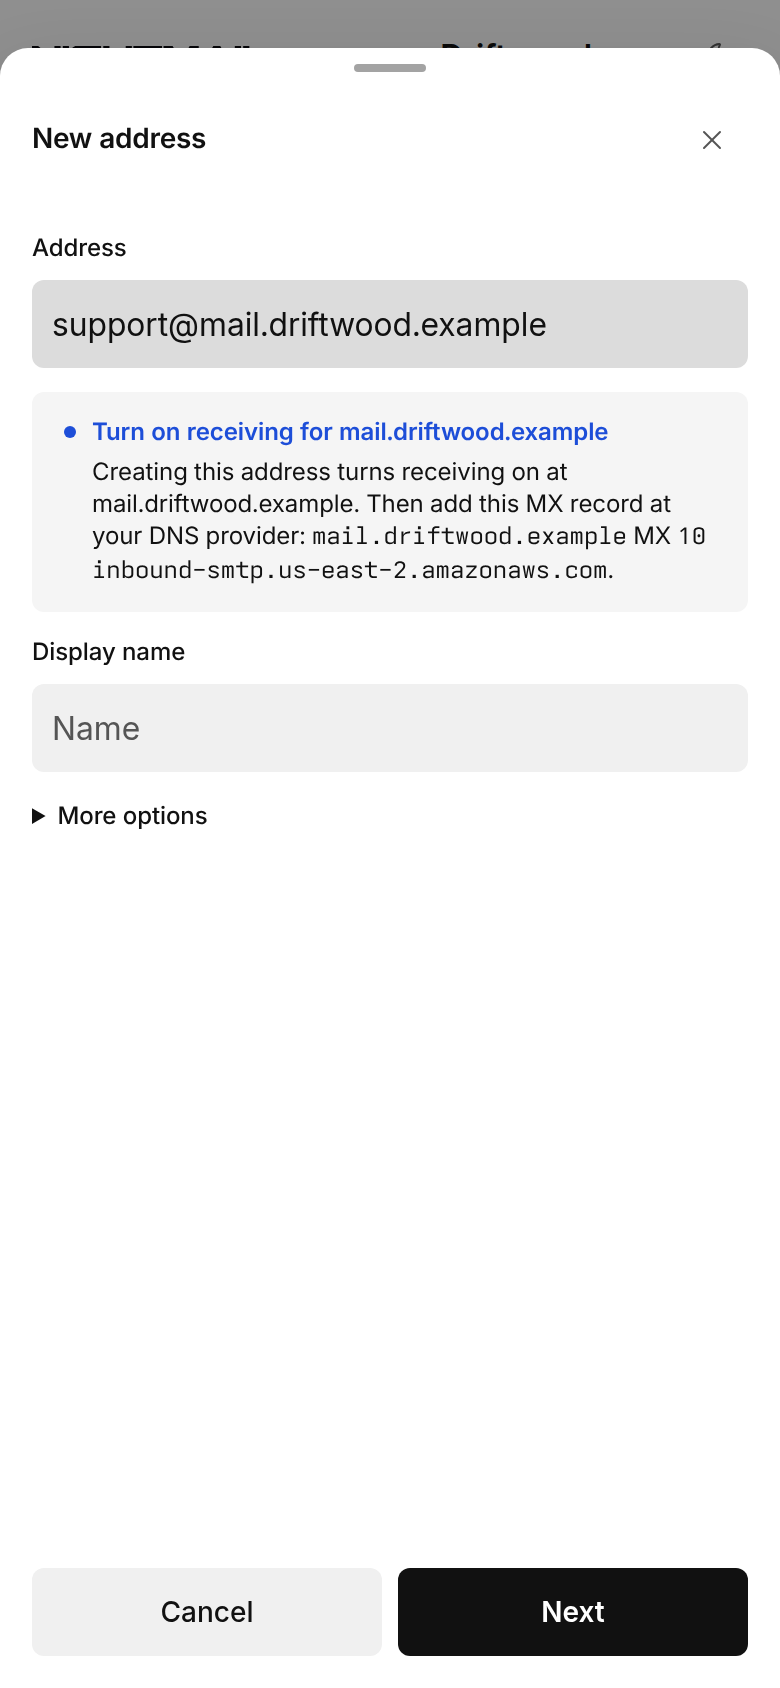 New address
Address
support@mail.driftwood.example
Turn on receiving for mail.driftwood.example
Creating this address turns receiving on at
mail.driftwood.example. Then add this MX record at
your DNS provider: mail.driftwood.example MX 10
inbound-smtp.us-east-2.amazonaws.com.
Display name
Name
More options
Cancel
Next